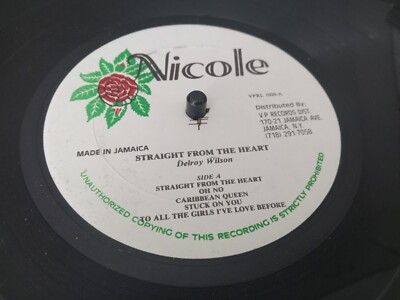 Nicole
Distributed By:
V.P. RECORDS DIST.
170-21 JAMAICA AVE.
JAMAICA, N.Y.
(718) 291-7058
MADE IN JAMAICA
STRAIGHT FROM THE HEART
Delroy Wilson
SIDE A
STRAIGHT FROM THE HEART
OH NO
CARIBBEAN QUEEN
STUCK ON YOU
TO ALL THE GIRLS I'VE LOVE BEFORE
UNAUTHORIZED COPYING OF THIS RECORDING IS STRICTLY PROHIBITED